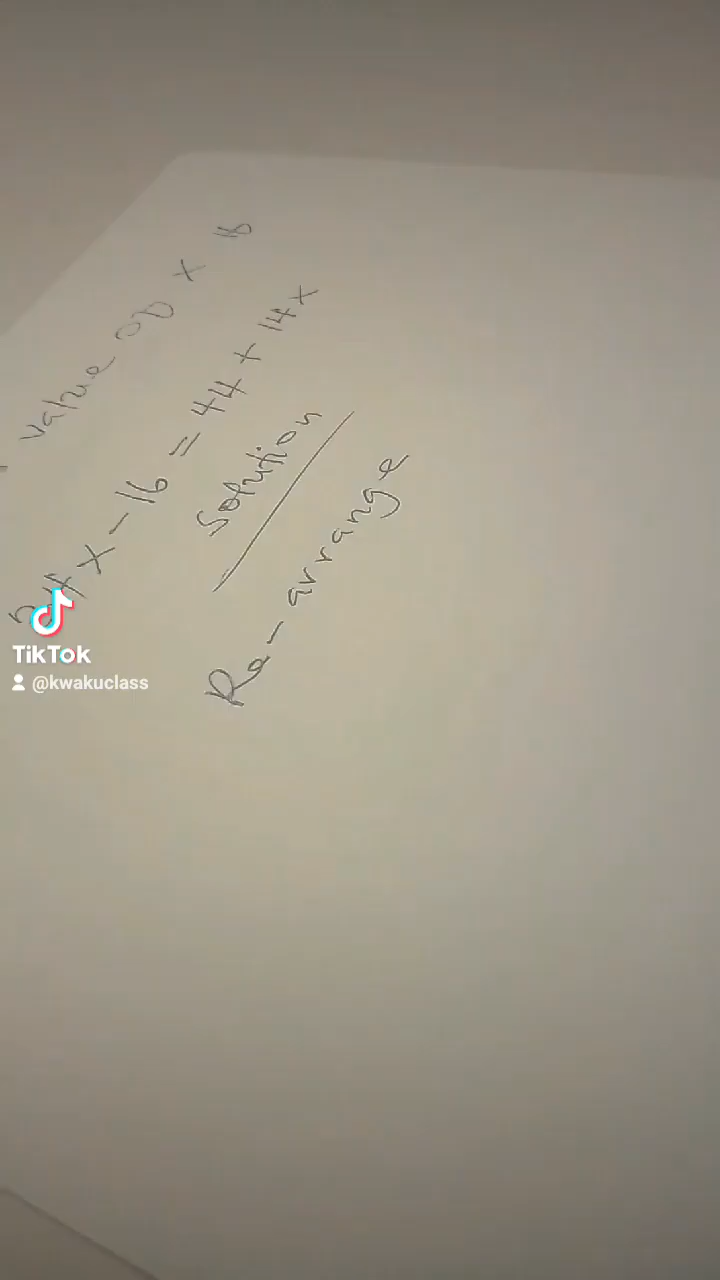 value of x if
24x - 16 = 44 + 14x
Solution
Re-arrange
TikTok
@kwakuclass